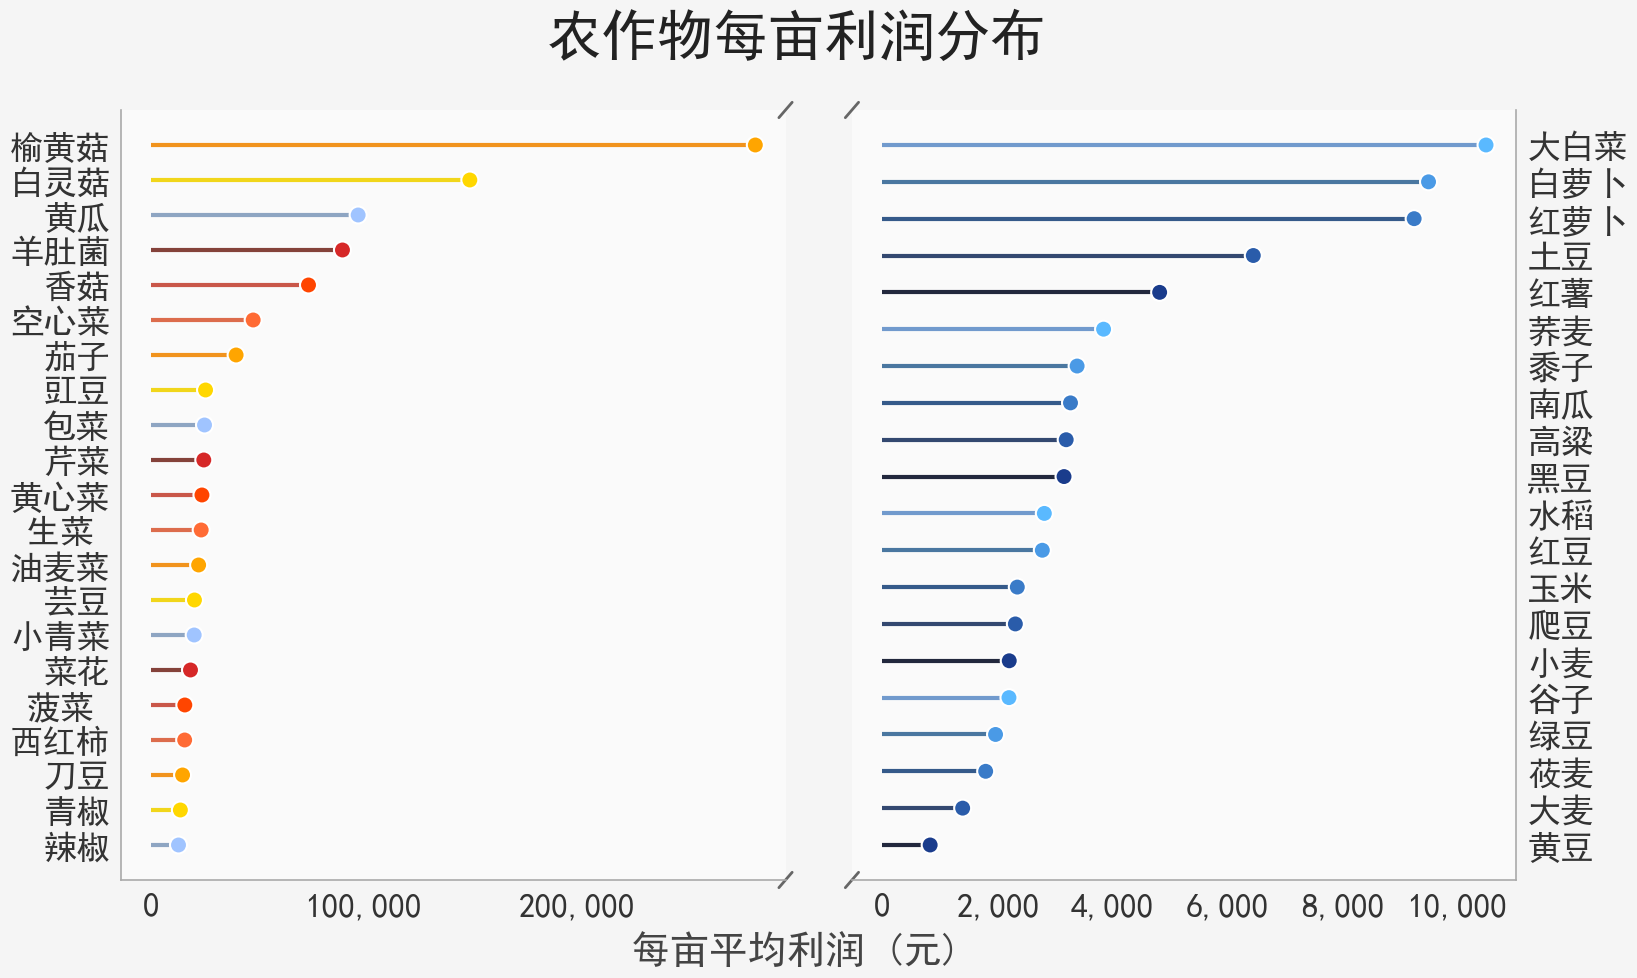 农作物每亩利润分布
榆黄菇
白灵菇
黄瓜
羊肚菌
香菇
空心菜
茄子
豇豆
包菜
芹菜
黄心菜
生菜
油麦菜
芸豆
小青菜
菜花
菠菜
西红柿
刀豆
青椒
辣椒
0 100,000 200,000
大白菜
白萝卜
红萝卜
土豆
红薯
荞麦
黍子
南瓜
高粱
黑豆
水稻
红豆
玉米
爬豆
小麦
谷子
绿豆
莜麦
大麦
黄豆
0 2,000 4,000 6,000 8,000 10,000
每亩平均利润（元）